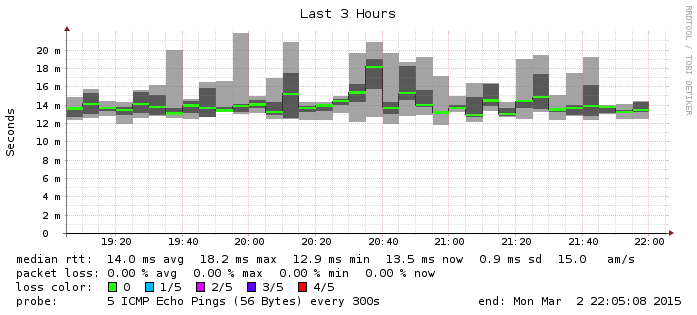 Last 3 Hours
RRDTOOL / TOBI OETIKER
Seconds
20 m
18 m
16 m
14 m
12 m
10 m
8 m
6 m
4 m
2 m
0
19:20 19:40 20:00 20:20 20:40 21:00 21:20 21:40 22:00
median rtt: 14.0 ms avg 18.2 ms max 12.9 ms min 13.5 ms now 0.9 ms sd 15.0 am/s
packet loss: 0.00 % avg 0.00 % max 0.00 % min 0.00 % now
loss color: 0 1/5 2/5 3/5 4/5
probe: 5 ICMP Echo Pings (56 Bytes) every 300s end: Mon Mar 2 22:05:08 2015